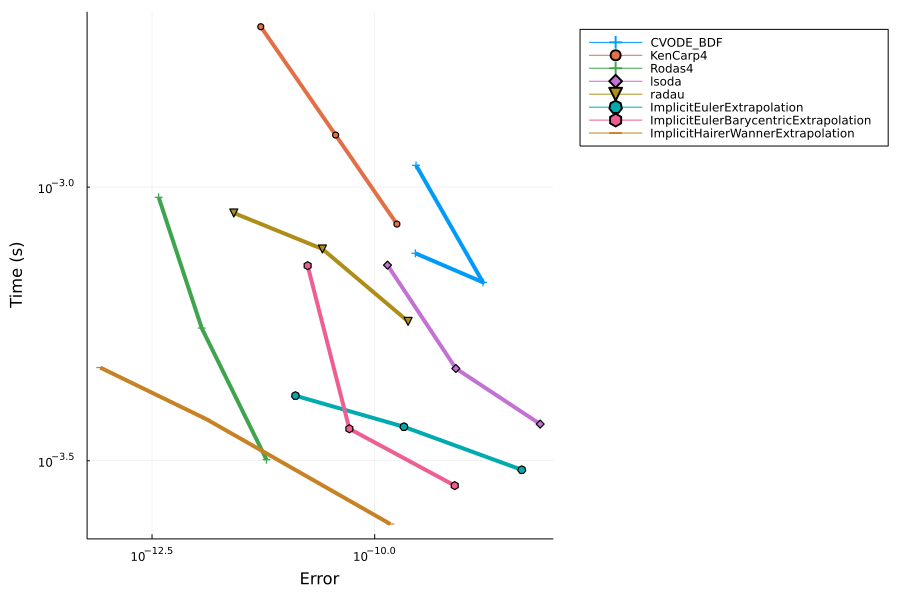 CVODE_BDF
KenCarp4
Rodas4
lsoda
radau
ImplicitEulerExtrapolation
ImplicitEulerBarycentricExtrapolation
ImplicitHairerWannerExtrapolation
10^−3.0
Time (s)
10^−3.5
10^−12.5 10^−10.0
Error